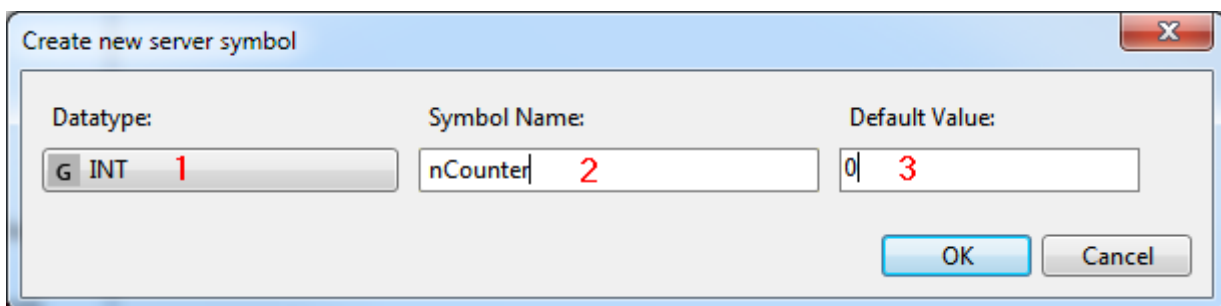 Create new server symbol
Datatype: Symbol Name: Default Value:
G INT 1 nCounter 2 0 3
OK Cancel